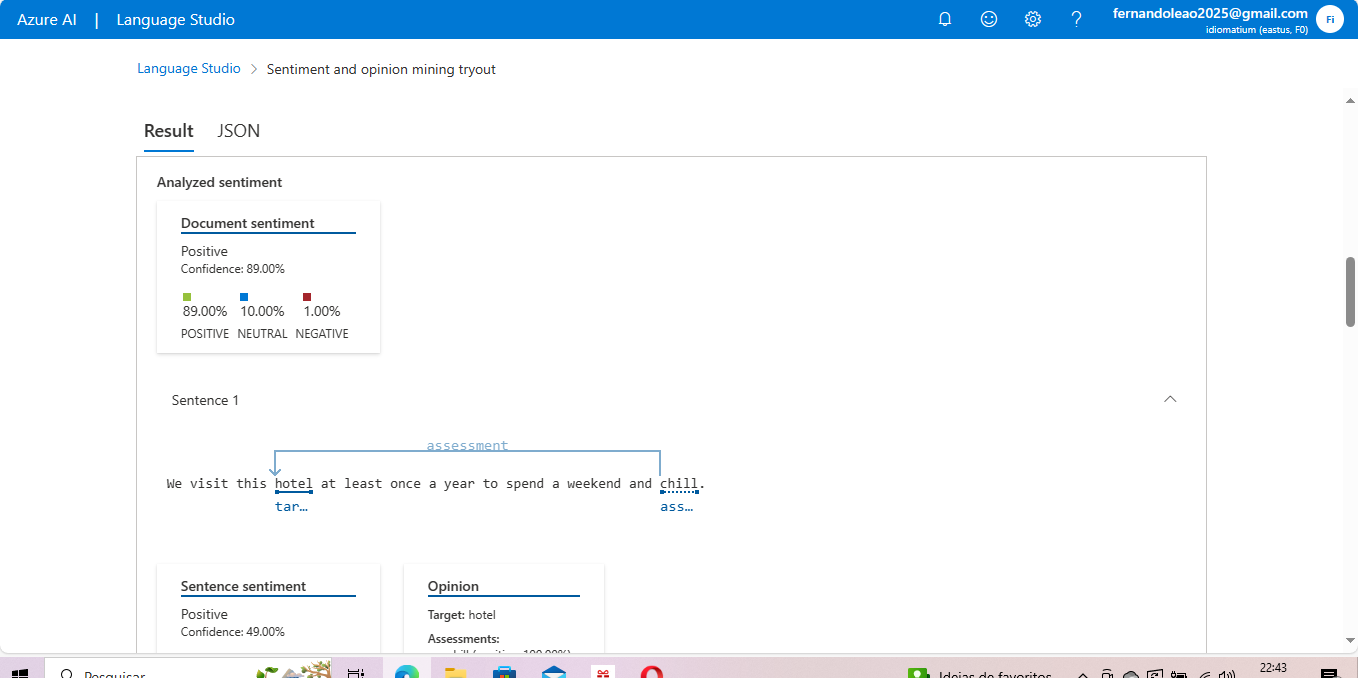 Azure AI | Language Studio
fernandoleao2025@gmail.com
idiomatium (eastus, F0)
Fi
Language Studio > Sentiment and opinion mining tryout
Result JSON
Analyzed sentiment
Document sentiment
Positive
Confidence: 89.00%
89.00% 10.00% 1.00%
POSITIVE NEUTRAL NEGATIVE
Sentence 1
assessment
We visit this hotel at least once a year to spend a weekend and chill.
tar… ass…
Sentence sentiment Opinion
Positive
Target: hotel
Confidence: 49.00%
Assessments:
Pesquisar
Ideias de favoritos
22:43